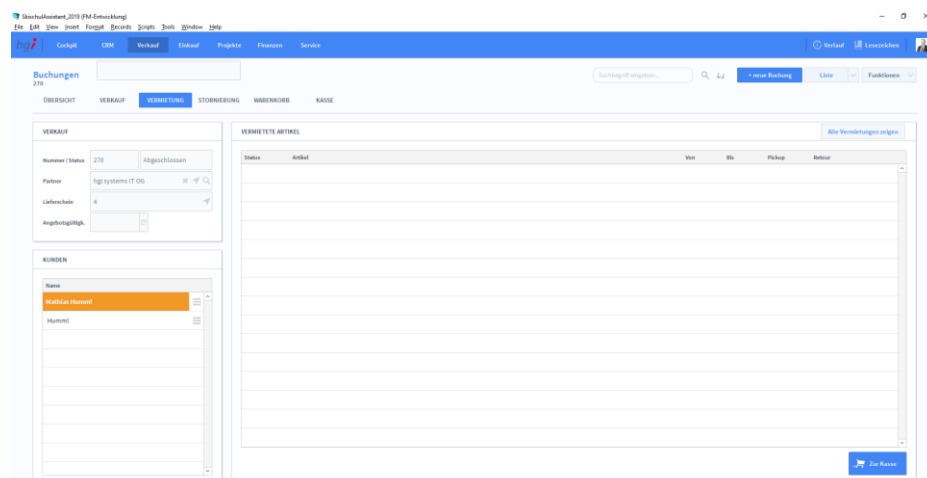 SkischulAssistant_2019 (FM-Entwicklung)
File Edit View Insert Format Records Scripts Tools Window Help
hgi Cockpit CRM Verkauf Einkauf Projekte Finanzen Service Verlauf Lesezeichen
Buchungen
270
Suchbegriff eingeben... + neue Buchung Liste Funktionen
ÜBERSICHT VERKAUF VERMIETUNG STORNIERUNG WARENKORB KASSE
VERKAUF
Nummer / Status 270 Abgeschlossen
Partner hgi systems IT OG
Lieferschein 4
Angebotsgültigk.
KUNDEN
Name
Mathias Humml
Humml
VERMIETETE ARTIKEL Alle Vermietungen zeigen
Status Artikel Von Bis Pickup Retour
Zur Kasse